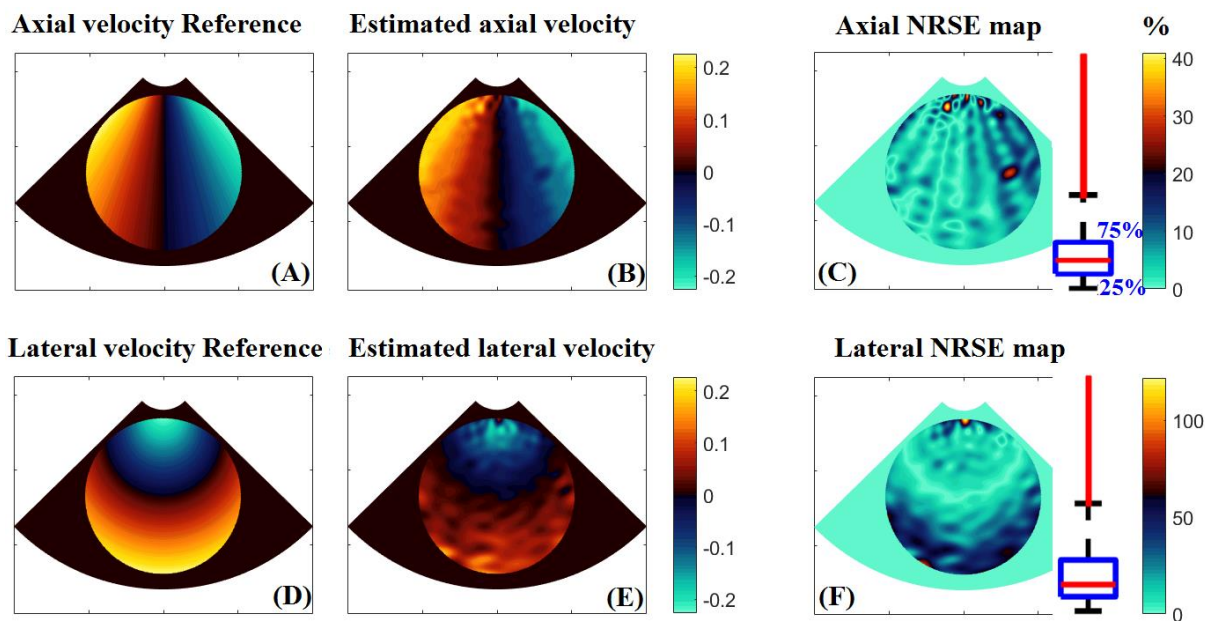 Axial velocity Reference
Estimated axial velocity
Axial NRSE map
%
0.2
0.1
0
-0.1
-0.2
40
30
20
10
0
75%
25%
(A)
(B)
(C)
Lateral velocity Reference
Estimated lateral velocity
Lateral NRSE map
0.2
0.1
0
-0.1
-0.2
100
50
0
(D)
(E)
(F)